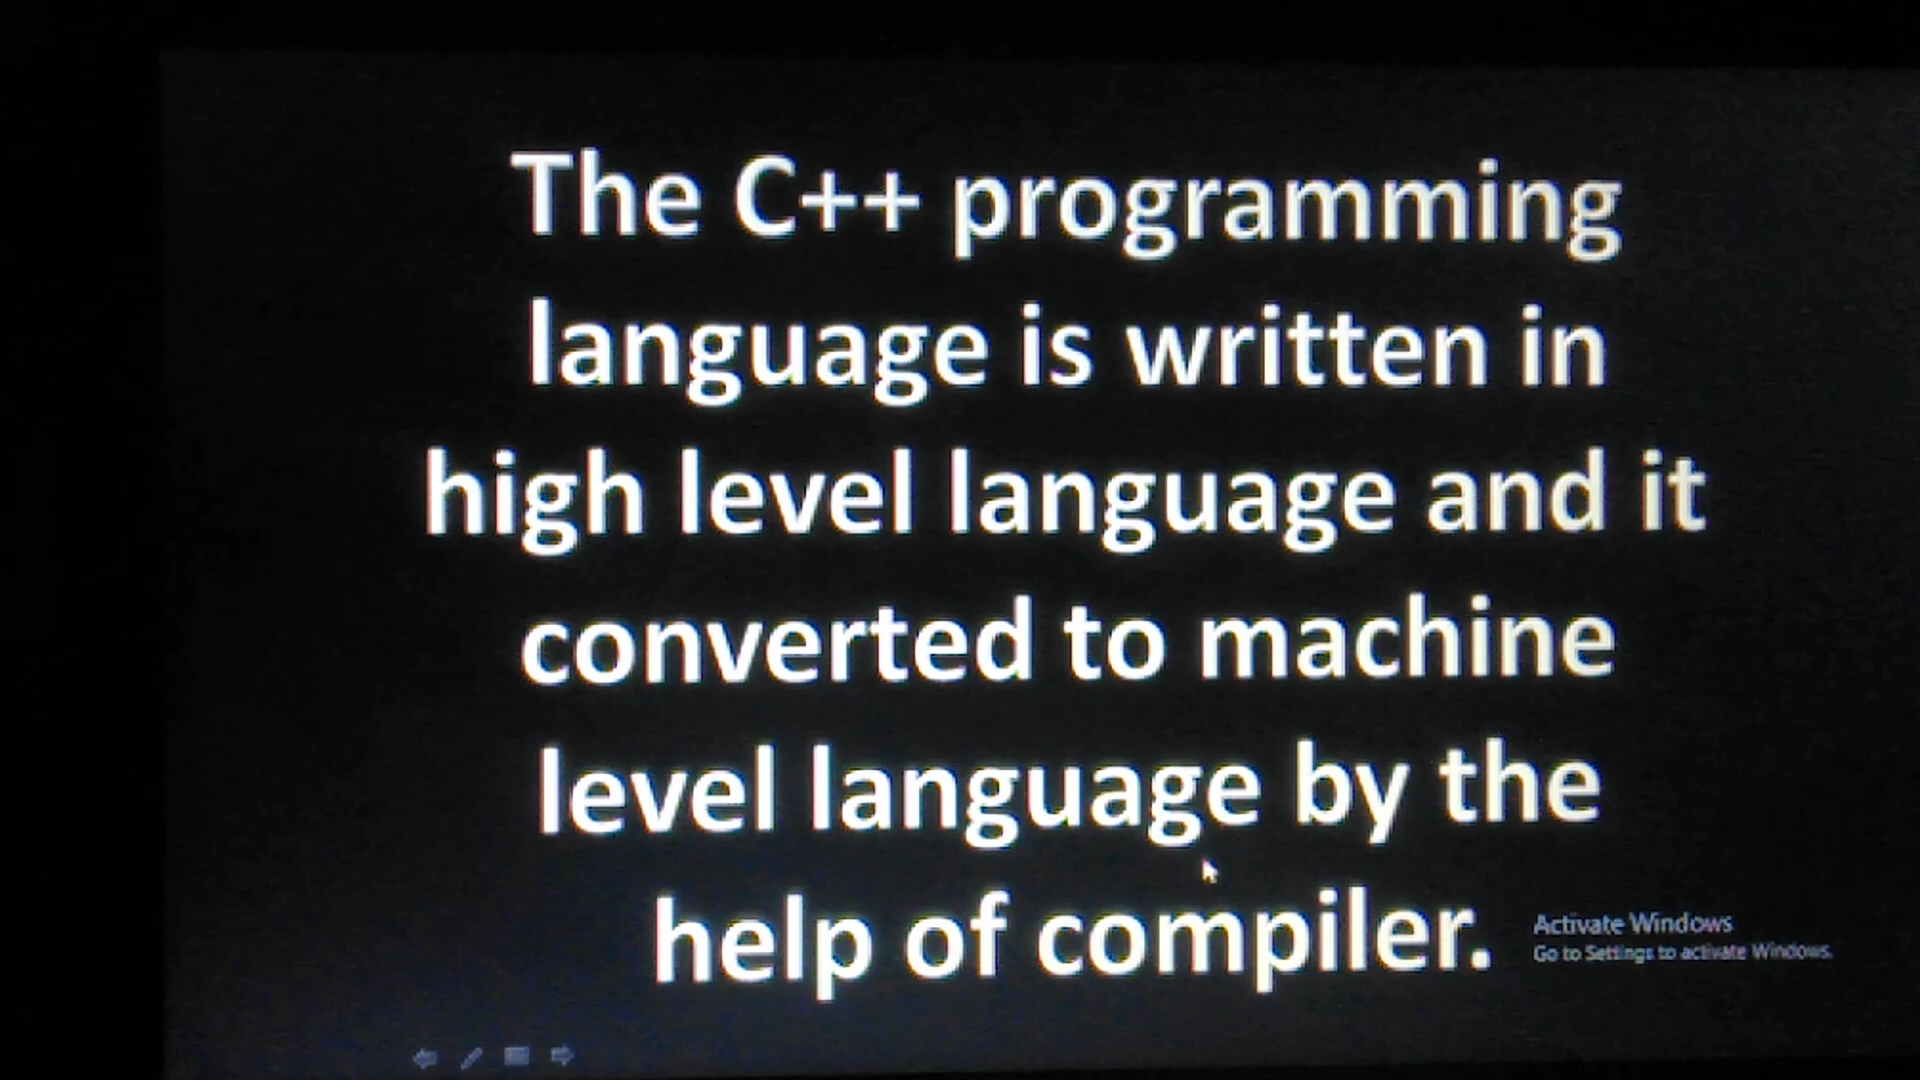 The C++ programming
language is written in
high level language and it
converted to machine
level language by the
help of compiler.
Activate Windows
Go to Settings to activate Windows.